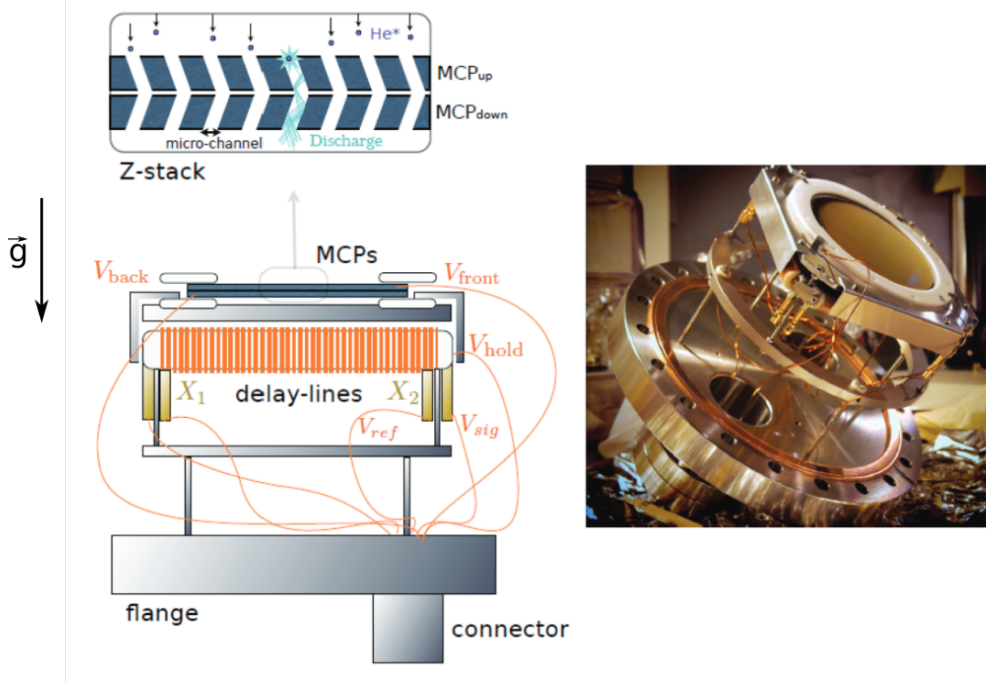 He*
MCPup
MCPdown
micro-channel
Discharge
Z-stack
g
MCPs
Vback
Vfront
Vhold
X1
delay-lines
X2
Vref
Vsig
flange
connector